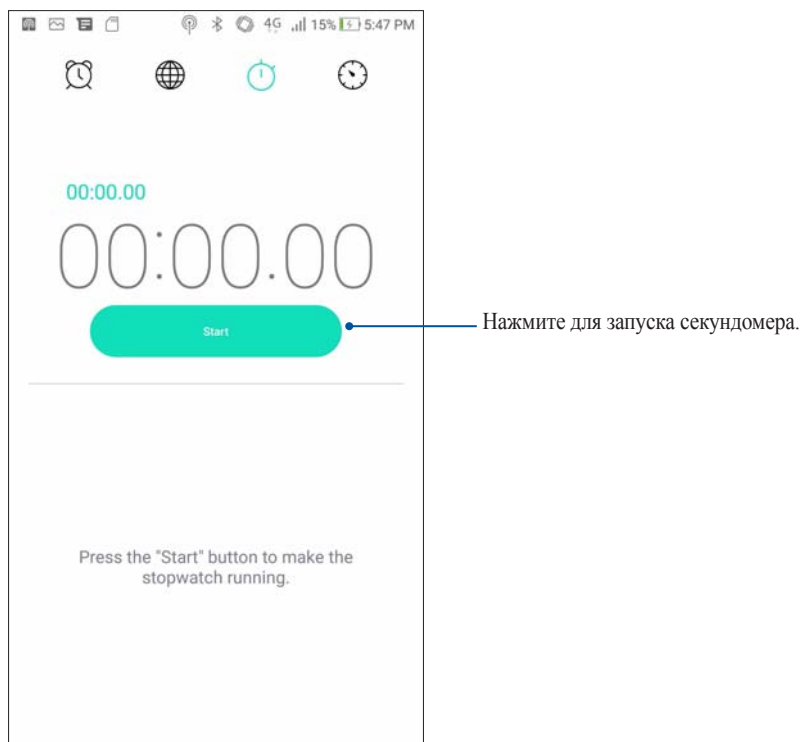 4G 15% 5:47 PM
00:00.00
00:00.00
Start
Нажмите для запуска секундомера.
Press the "Start" button to make the
stopwatch running.